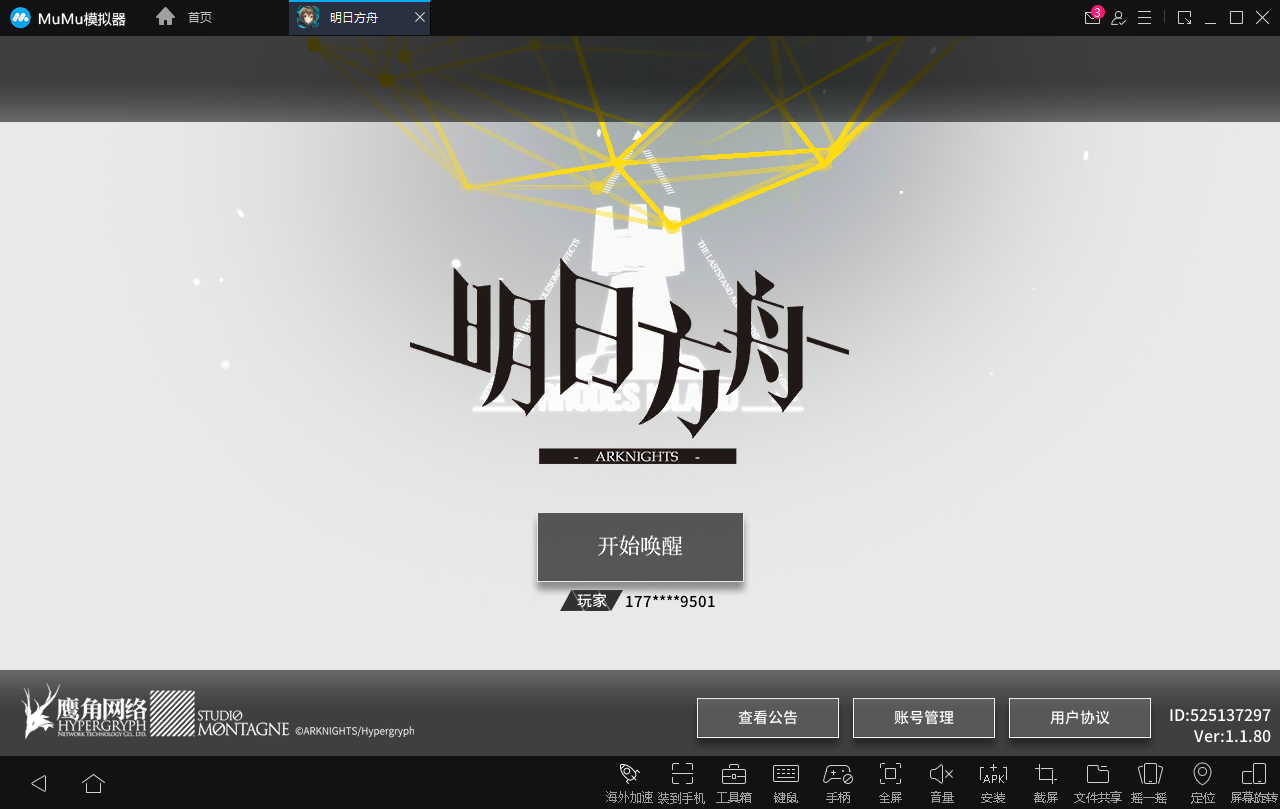 MuMu模拟器
首页
明日方舟
3
明日方舟
RHODES ISLAND
- ARKNIGHTS -
开始唤醒
玩家 177****9501
鹰角网络
HYPERGRYPH
NETWORK TECHNOLOGY CO., LTD.
STUDIO
MONTAGNE
©ARKNIGHTS/Hypergryph
查看公告
账号管理
用户协议
ID:525137297
Ver:1.1.80
APK
海外加速
装到手机
工具箱
键鼠
手柄
全屏
音量
安装
截屏
文件共享
摇一摇
定位
屏幕旋转